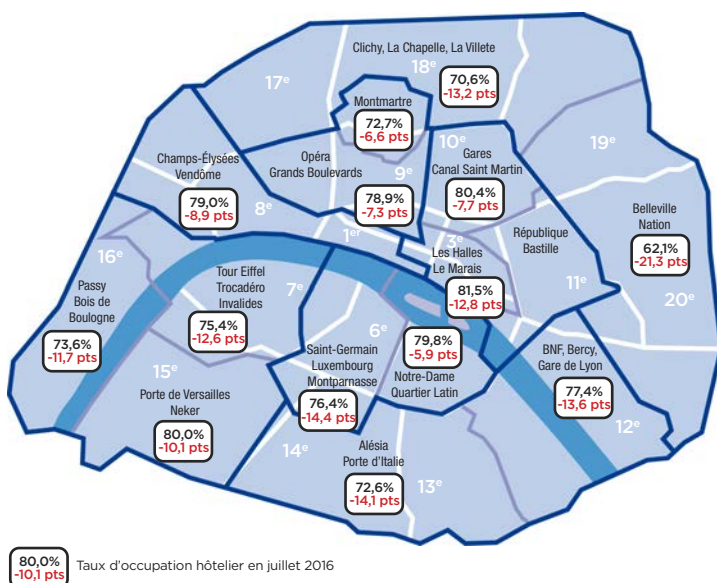 Clichy, La Chapelle, La Villete
18e
70,6%
-13,2 pts
17e
Montmartre
72,7%
-6,6 pts
10e
19e
Champs-Élysées
Vendôme
79,0%
-8,9 pts
8e
Opéra
Grands Boulevards
9e
78,9%
-7,3 pts
Gares
Canal Saint Martin
80,4%
-7,7 pts
Belleville
Nation
62,1%
-21,3 pts
20e
1er
3e
République
Bastille
11e
Les Halles
Le Marais
81,5%
-12,8 pts
16e
Passy
Bois de
Boulogne
73,6%
-11,7 pts
Tour Eiffel
Trocadéro
Invalides
7e
75,4%
-12,6 pts
6e
Saint-Germain
Luxembourg
Montparnasse
76,4%
-14,4 pts
79,8%
-5,9 pts
Notre-Dame
Quartier Latin
BNF, Bercy,
Gare de Lyon
77,4%
-13,6 pts
12e
15e
Porte de Versailles
Neker
80,0%
-10,1 pts
14e
Alésia
Porte d'Italie
72,6%
-14,1 pts
13e
80,0%
-10,1 pts
Taux d'occupation hôtelier en juillet 2016